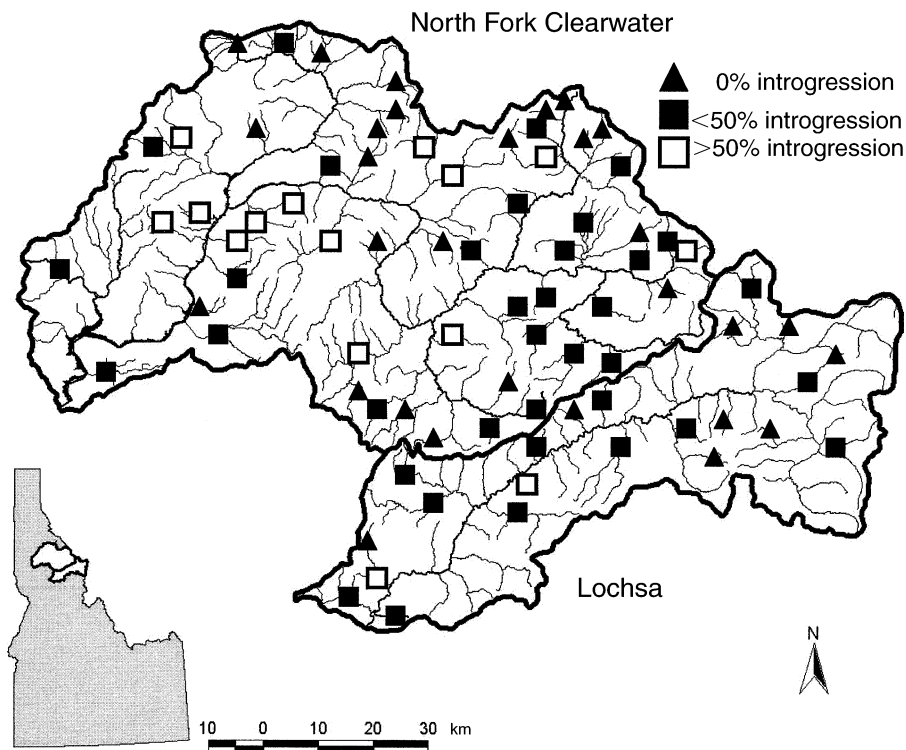 North Fork Clearwater
0% introgression
<50% introgression
>50% introgression
Lochsa
N
10 0 10 20 30 km